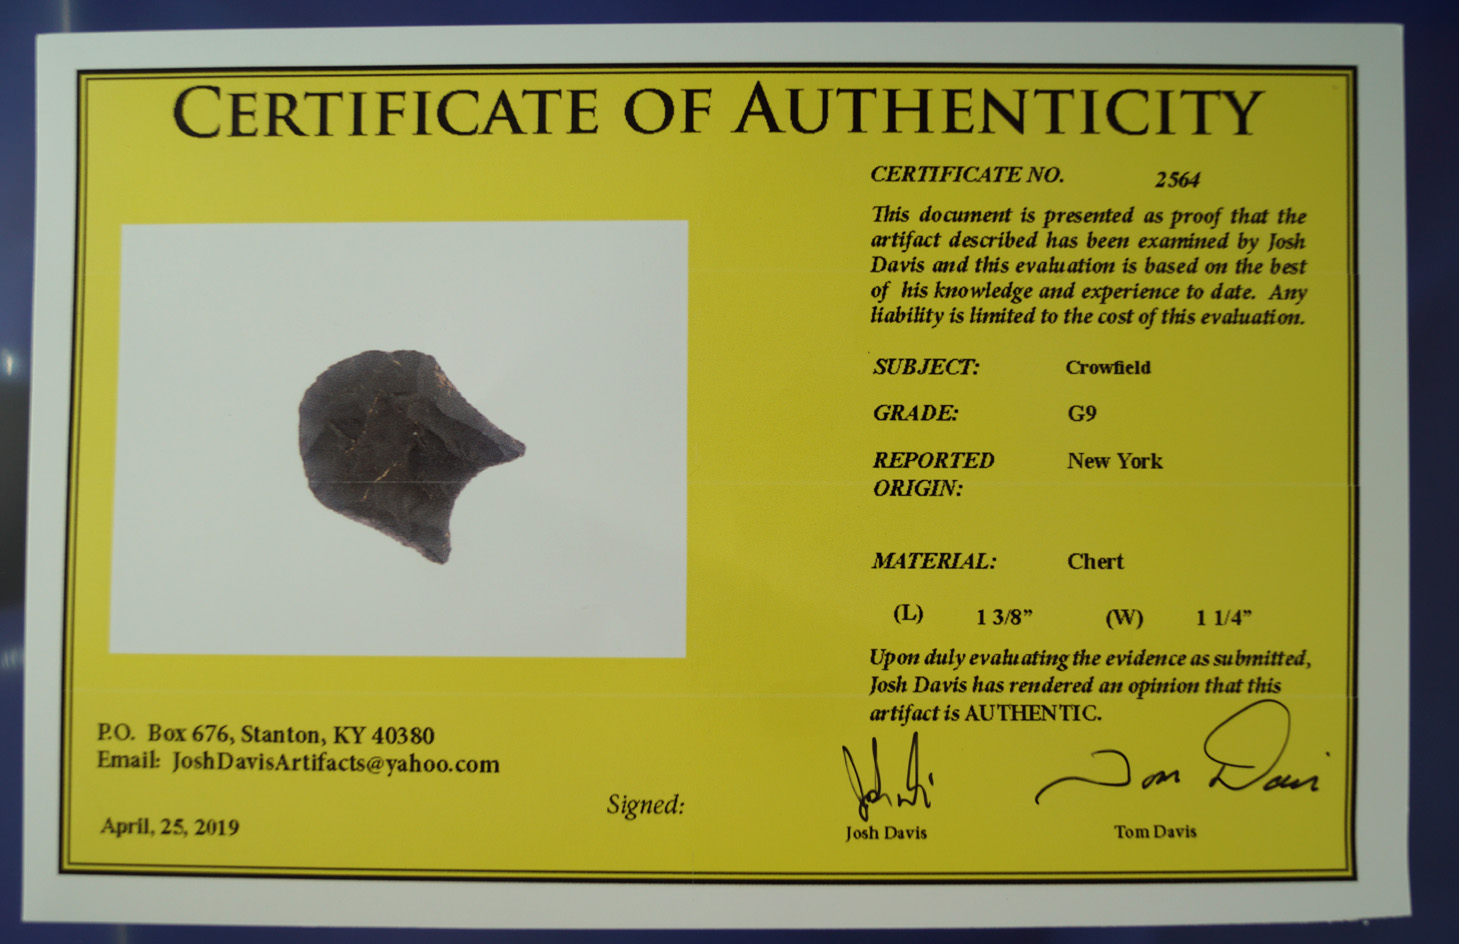 CERTIFICATE OF AUTHENTICITY
CERTIFICATE NO. 2564
This document is presented as proof that the
artifact described has been examined by Josh
Davis and this evaluation is based on the best
of his knowledge and experience to date. Any
liability is limited to the cost of this evaluation.
SUBJECT: Crowfield
GRADE: G9
REPORTED New York
ORIGIN:
MATERIAL: Chert
(L) 1 3/8” (W) 1 1/4”
Upon duly evaluating the evidence as submitted,
Josh Davis has rendered an opinion that this
artifact is AUTHENTIC.
P.O. Box 676, Stanton, KY 40380
Email: JoshDavisArtifacts@yahoo.com
April, 25, 2019
Signed:
Tom Davis
Josh Davis
Tom Davis